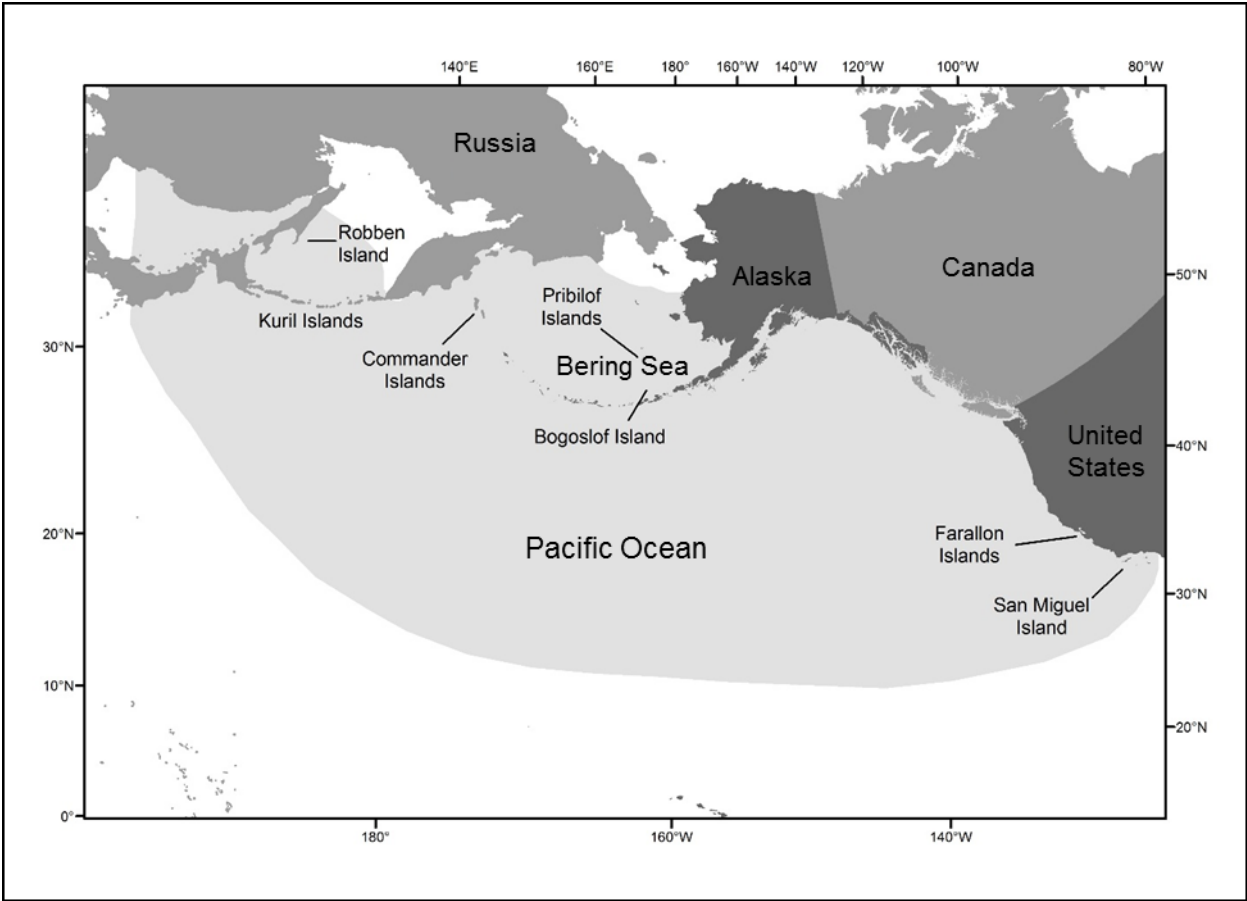 140°E 160°E 180° 160°W 140°W 120°W 100°W 80°W
Russia
Robben
Island
Alaska
Canada
50°N
Pribilof
Islands
Kuril Islands
30°N
Commander
Islands
Bering Sea
Bogoslof Island
United
States
40°N
20°N
Pacific Ocean
Farallon
Islands
30°N
San Miguel
Island
10°N
20°N
0°
180° 160°W 140°W